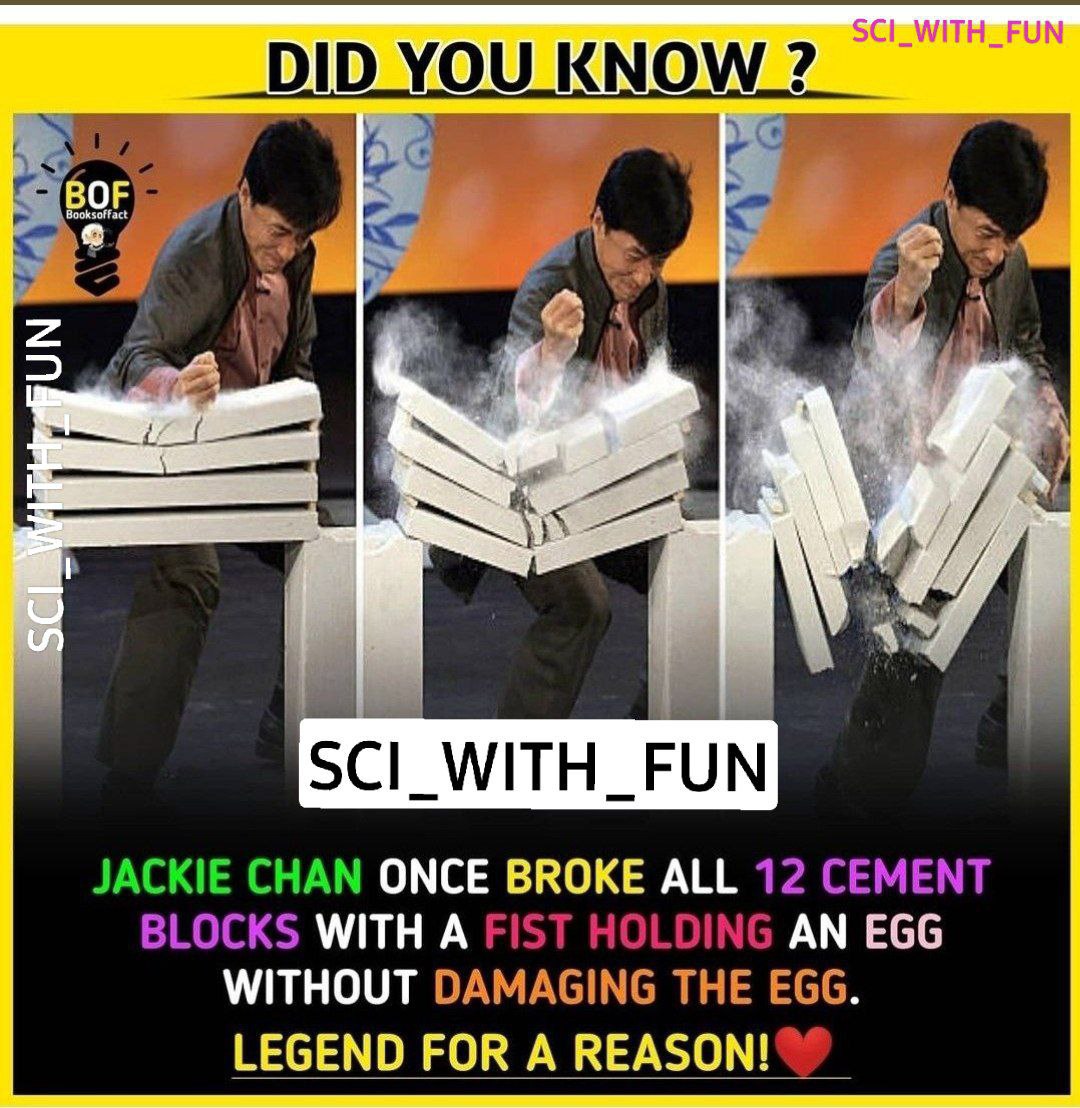 SCI_WITH_FUN
DID YOU KNOW ?
BOF
Booksoffact
SCI_WITH_FUN
SCI_WITH_FUN
JACKIE CHAN ONCE BROKE ALL 12 CEMENT
BLOCKS WITH A FIST HOLDING AN EGG
WITHOUT DAMAGING THE EGG.
LEGEND FOR A REASON!❤️